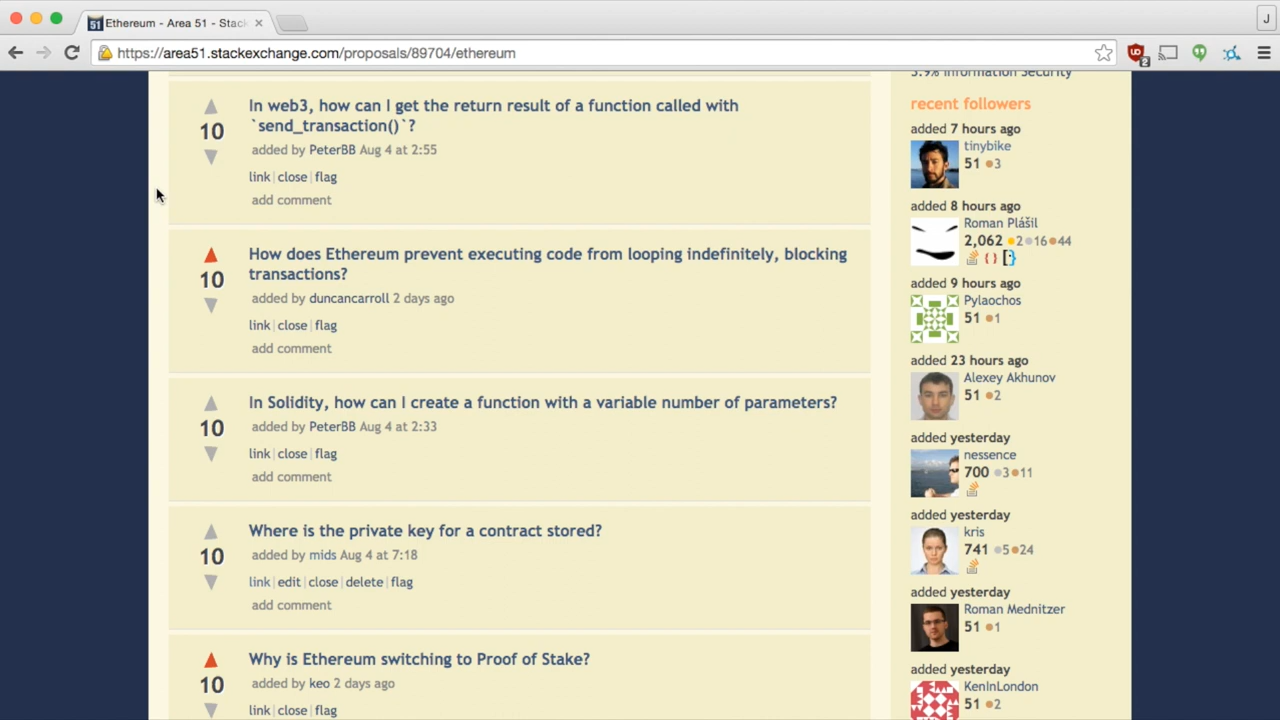 Ethereum - Area 51 - Stac
J
https://area51.stackexchange.com/proposals/89704/ethereum
2
In web3, how can I get the return result of a function called with
`send_transaction()`?
10
added by PeterBB Aug 4 at 2:55
link | close | flag
add comment
How does Ethereum prevent executing code from looping indefinitely, blocking
transactions?
10
added by duncancarroll 2 days ago
link | close | flag
add comment
In Solidity, how can I create a function with a variable number of parameters?
10
added by PeterBB Aug 4 at 2:33
link | close | flag
add comment
Where is the private key for a contract stored?
10
added by mids Aug 4 at 7:18
link | edit | close | delete | flag
add comment
Why is Ethereum switching to Proof of Stake?
10
added by keo 2 days ago
link | close | flag
3.9% Information Security
recent followers
added 7 hours ago
tinybike
51 3
added 8 hours ago
Roman Plášil
2,062 2 16 44
added 9 hours ago
Pylaochos
51 1
added 23 hours ago
Alexey Akhunov
51 2
added yesterday
nessence
700 3 11
added yesterday
kris
741 5 24
added yesterday
Roman Mednitzer
51 1
added yesterday
KenInLondon
51 2